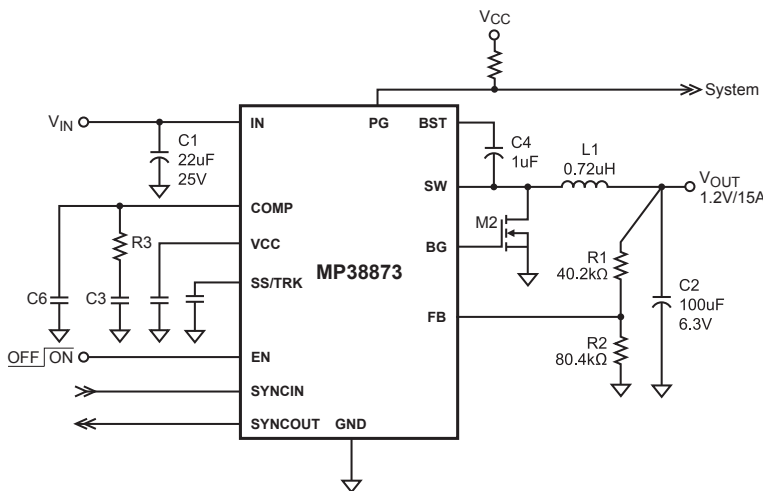 VCC
System
VIN
IN
PG
BST
C1
22uF
25V
C4
1uF
L1
0.72uH
SW
VOUT
1.2V/15A
COMP
R3
VCC
M2
BG
MP38873
R1
40.2kΩ
SS/TRK
C6
C3
C2
100uF
6.3V
FB
R2
80.4kΩ
OFF ON
EN
SYNCIN
SYNCOUT
GND